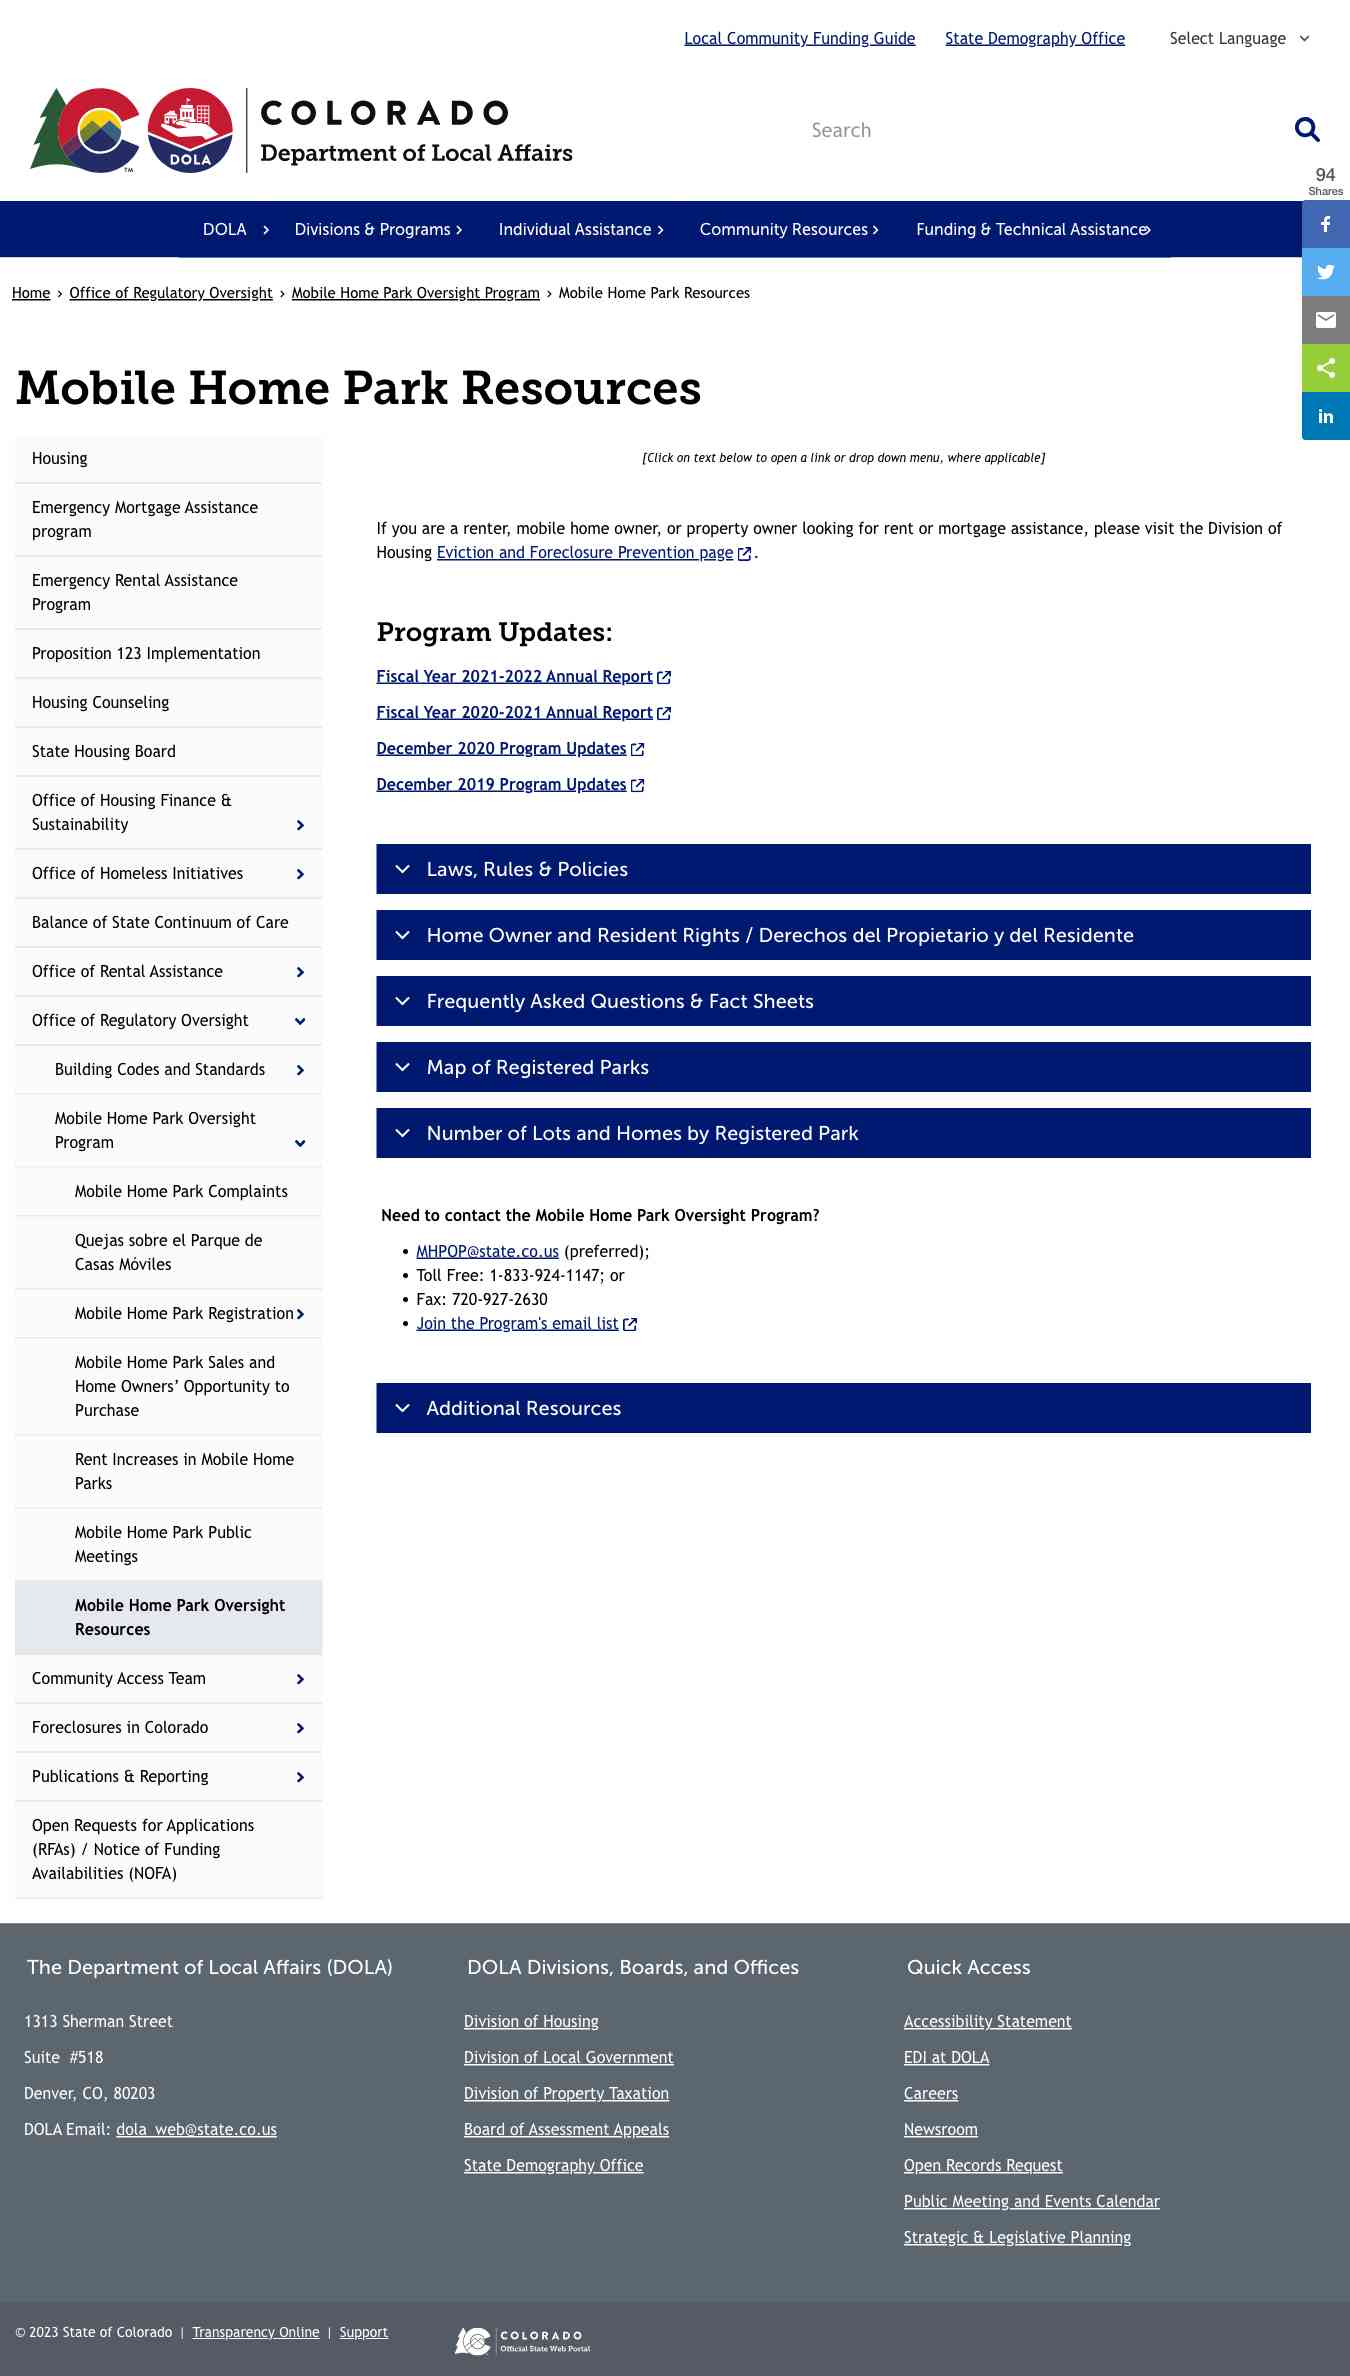 Local Community Funding Guide
State Demography Office
Select Language
TM
DOLA
COLORADO
Department of Local Affairs
Search
94
Shares
DOLA
Divisions & Programs
Individual Assistance
Community Resources
Funding & Technical Assistance
Home › Office of Regulatory Oversight › Mobile Home Park Oversight Program › Mobile Home Park Resources
Mobile Home Park Resources
Housing
Emergency Mortgage Assistance
program
Emergency Rental Assistance
Program
Proposition 123 Implementation
Housing Counseling
State Housing Board
Office of Housing Finance &
Sustainability
Office of Homeless Initiatives
Balance of State Continuum of Care
Office of Rental Assistance
Office of Regulatory Oversight
Building Codes and Standards
Mobile Home Park Oversight
Program
Mobile Home Park Complaints
Quejas sobre el Parque de
Casas Móviles
Mobile Home Park Registration
Mobile Home Park Sales and
Home Owners’ Opportunity to
Purchase
Rent Increases in Mobile Home
Parks
Mobile Home Park Public
Meetings
Mobile Home Park Oversight
Resources
Community Access Team
Foreclosures in Colorado
Publications & Reporting
Open Requests for Applications
(RFAs) / Notice of Funding
Availabilities (NOFA)
[Click on text below to open a link or drop down menu, where applicable]
If you are a renter, mobile home owner, or property owner looking for rent or mortgage assistance, please visit the Division of
Housing Eviction and Foreclosure Prevention page .
Program Updates:
Fiscal Year 2021-2022 Annual Report
Fiscal Year 2020-2021 Annual Report
December 2020 Program Updates
December 2019 Program Updates
Laws, Rules & Policies
Home Owner and Resident Rights / Derechos del Propietario y del Residente
Frequently Asked Questions & Fact Sheets
Map of Registered Parks
Number of Lots and Homes by Registered Park
Need to contact the Mobile Home Park Oversight Program?
• MHPOP@state.co.us (preferred);
• Toll Free: 1-833-924-1147; or
• Fax: 720-927-2630
• Join the Program's email list
Additional Resources
The Department of Local Affairs (DOLA)
1313 Sherman Street
Suite #518
Denver, CO, 80203
DOLA Email: dola_web@state.co.us
DOLA Divisions, Boards, and Offices
Division of Housing
Division of Local Government
Division of Property Taxation
Board of Assessment Appeals
State Demography Office
Quick Access
Accessibility Statement
EDI at DOLA
Careers
Newsroom
Open Records Request
Public Meeting and Events Calendar
Strategic & Legislative Planning
© 2023 State of Colorado | Transparency Online | Support
COLORADO
Official State Web Portal